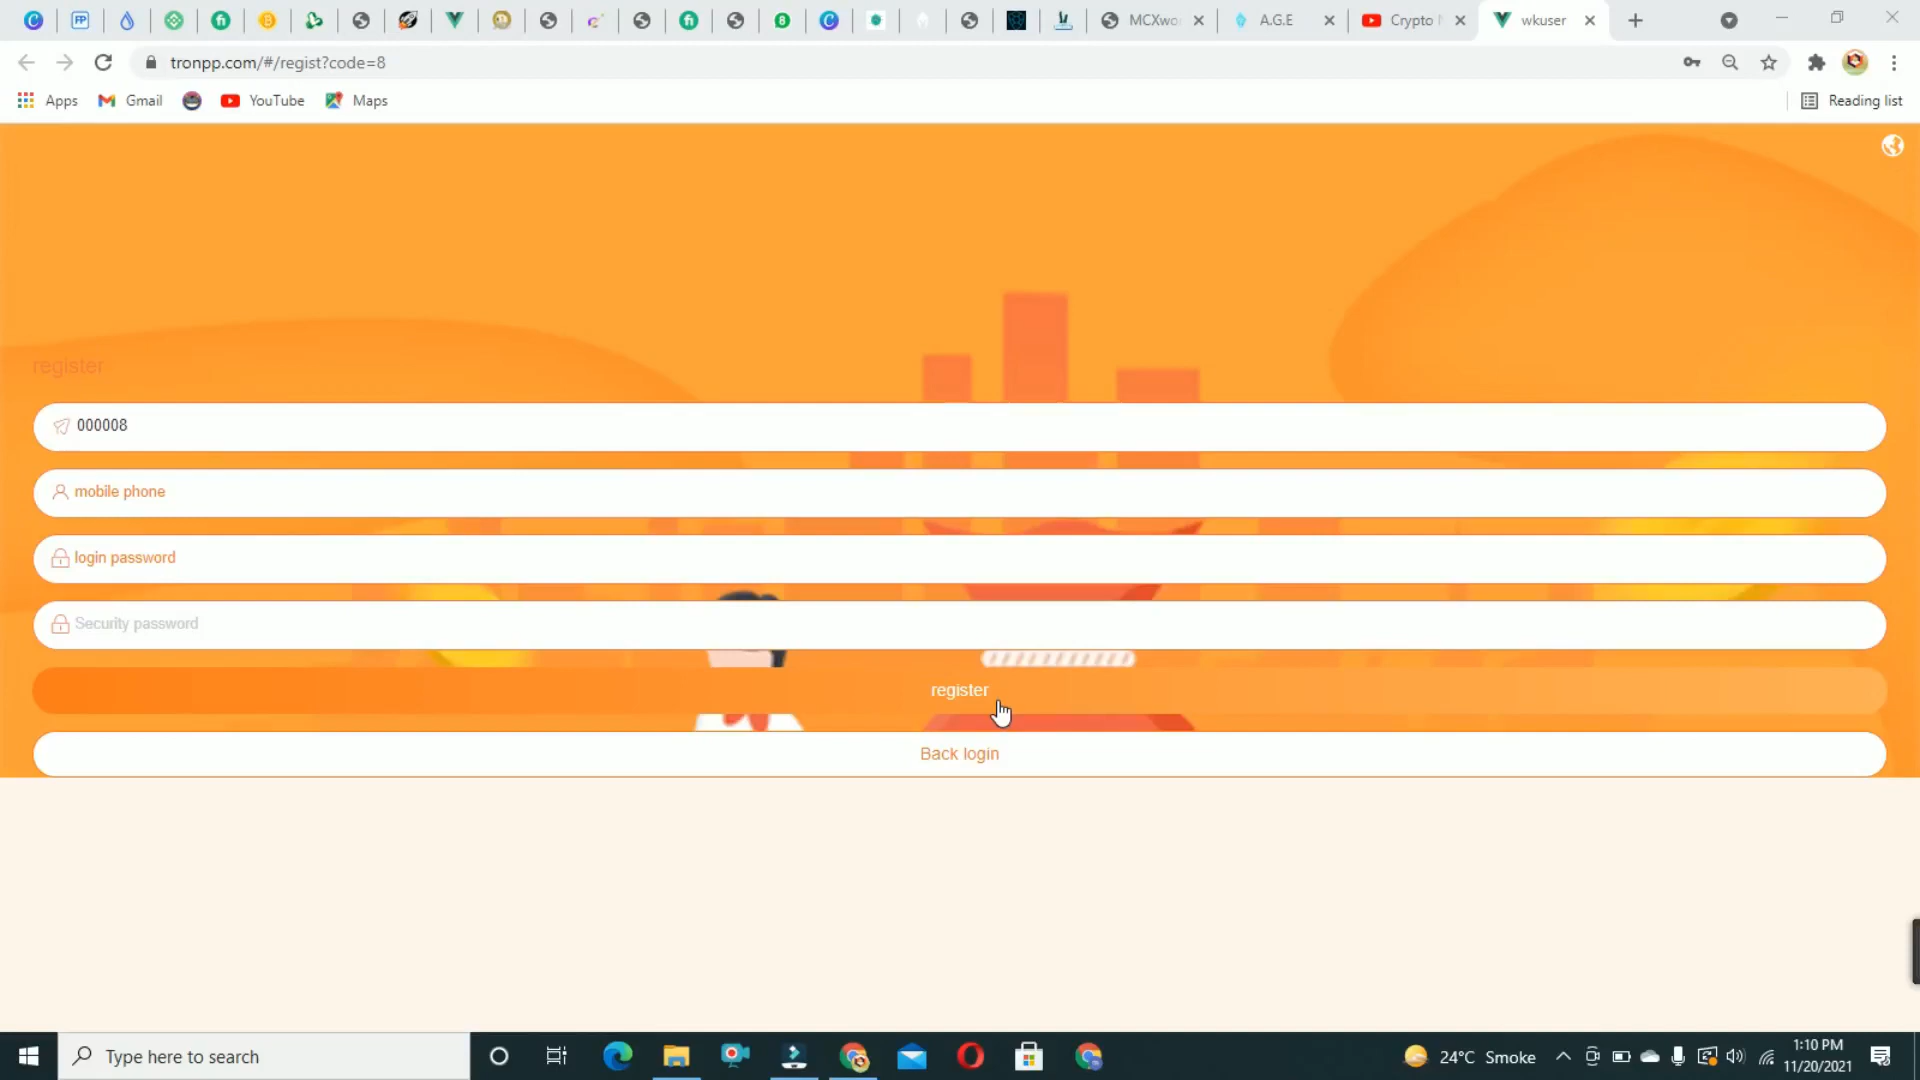 MCXwo
A.G.E
Crypto
wkuser
tronpp.com/#/regist?code=8
Apps
Gmail
YouTube
Maps
Reading list
register
000008
mobile phone
login password
Security password
register
Back login
Type here to search
24°C Smoke
1:10 PM
11/20/2021